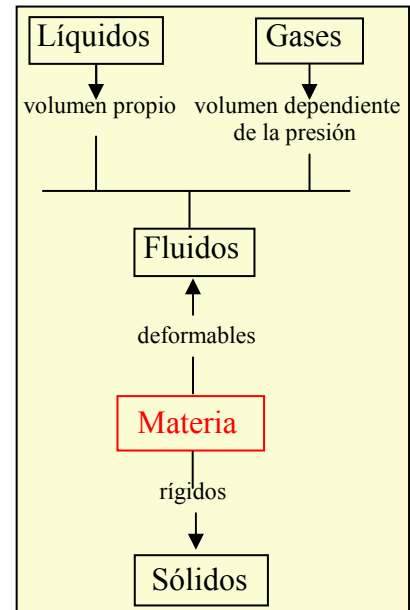 Líquidos
Gases
volumen propio
volumen dependiente
de la presión
Fluidos
deformables
Materia
rígidos
Sólidos